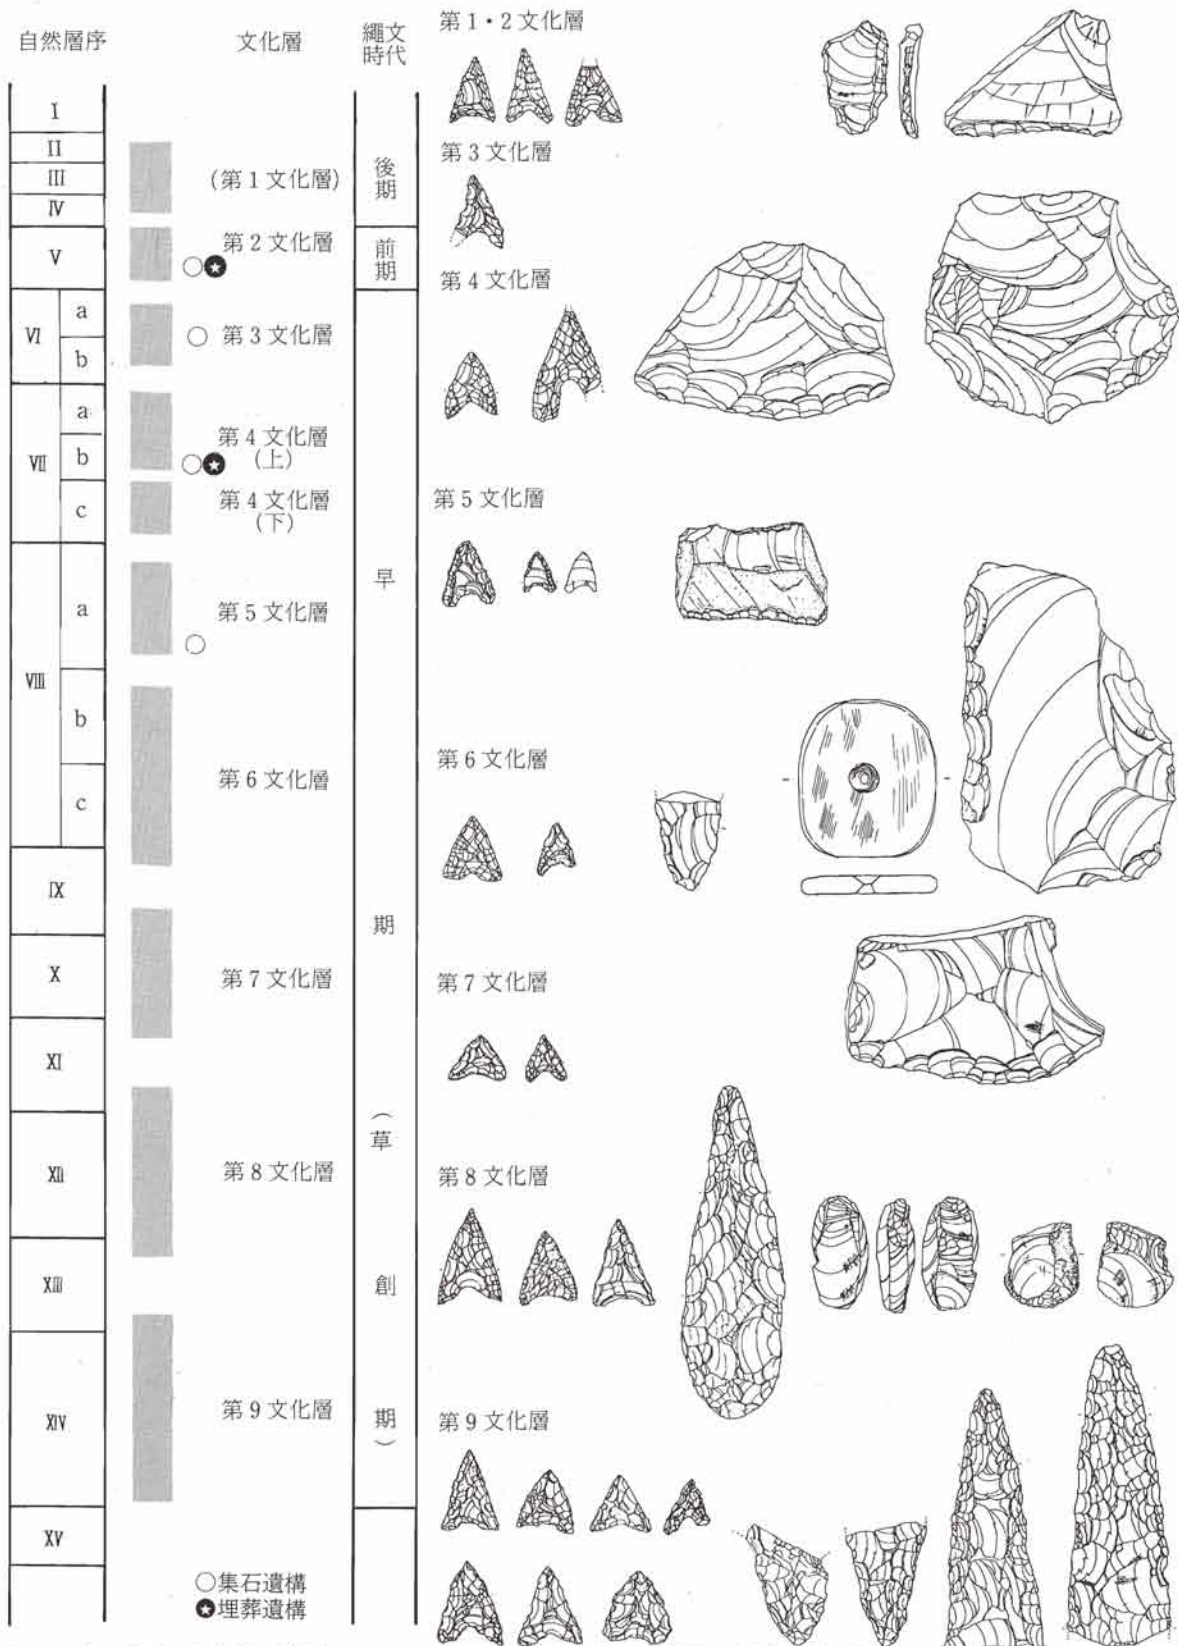 自然層序
文化層
繩文
時代
I
II
III
IV
V
VI
a
b
VII
a
b
c
VIII
a
b
c
IX
X
XI
XII
XIII
XIV
XV
(第1文化層)
第2文化層
第3文化層
第4文化層
(上)
第4文化層
(下)
第5文化層
第6文化層
第7文化層
第8文化層
第9文化層
○集石遺構
✪埋葬遺構
後
期
前
期
早
期
(
草
創
期
)
第1・2文化層
第3文化層
第4文化層
第5文化層
第6文化層
第7文化層
第8文化層
第9文化層